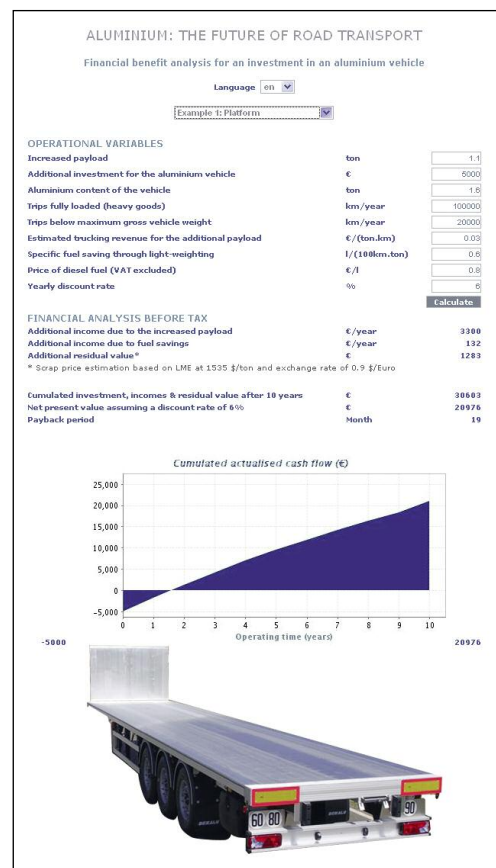 ALUMINIUM: THE FUTURE OF ROAD TRANSPORT
Financial benefit analysis for an investment in an aluminium vehicle
Language en
Example 1: Platform
OPERATIONAL VARIABLES
Increased payload ton 1.1
Additional investment for the aluminium vehicle € 5000
Aluminium content of the vehicle ton 1.6
Trips fully loaded (heavy goods) km/year 100000
Trips below maximum gross vehicle weight km/year 20000
Estimated trucking revenue for the additional payload €/(ton.km) 0.03
Specific fuel saving through light-weighting l/(100km.ton) 0.6
Price of diesel fuel (VAT excluded) €/l 0.8
Yearly discount rate % 6
Calculate
FINANCIAL ANALYSIS BEFORE TAX
Additional income due to the increased payload €/year 3300
Additional income due to fuel savings €/year 132
Additional residual value* € 1283
* Scrap price estimation based on LME at 1535 $/ton and exchange rate of 0.9 $/Euro
Cumulated investment, incomes & residual value after 10 years € 30603
Net present value assuming a discount rate of 6% € 20976
Payback period Month 19
Cumulated actualised cash flow (€)
25,000
20,000
15,000
10,000
5,000
0
-5,000
0 1 2 3 4 5 6 7 8 9 10
Operating time (years)
-5000 20976
60 80
90